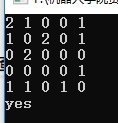 2 1 0 0 1
1 0 2 0 1
0 2 0 0 0
0 0 0 0 1
1 1 0 1 0
yes